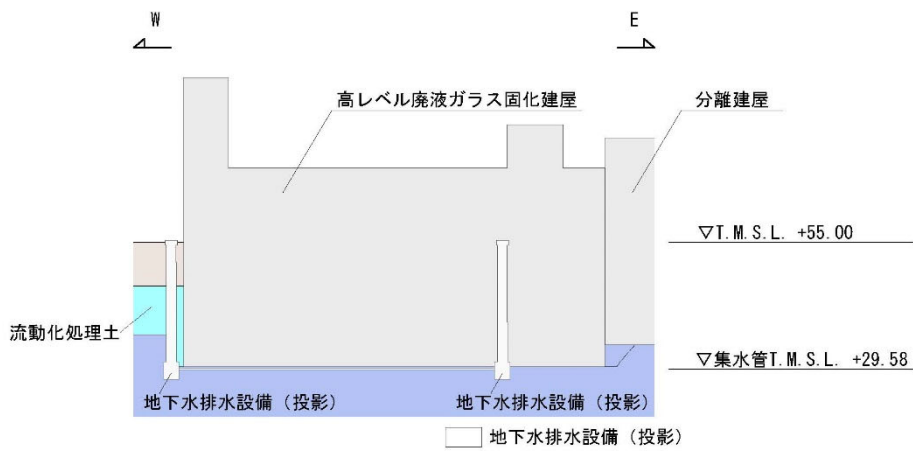 W
E
高レベル廃液ガラス固化建屋
分離建屋
▽T.M.S.L. +55.00
流動化処理土
▽集水管T.M.S.L. +29.58
地下水排水設備（投影）
地下水排水設備（投影）
地下水排水設備（投影）